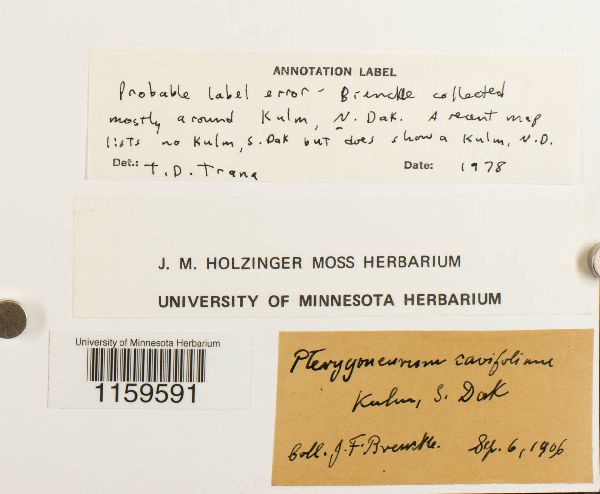 ANNOTATION LABEL
Probable label error - Brenckle collected
mostly around Kulm, N. Dak. A recent map
lists no Kulm, S. Dak but does show a Kulm, N.D.
Det.: T. D. Trana Date: 1978
J. M. HOLZINGER MOSS HERBARIUM
UNIVERSITY OF MINNESOTA HERBARIUM
University of Minnesota Herbarium
1159591
Pterygoneurum cavifolium
Kulm, S. Dak
Coll. J. F. Brenckle. Sep. 6, 1906